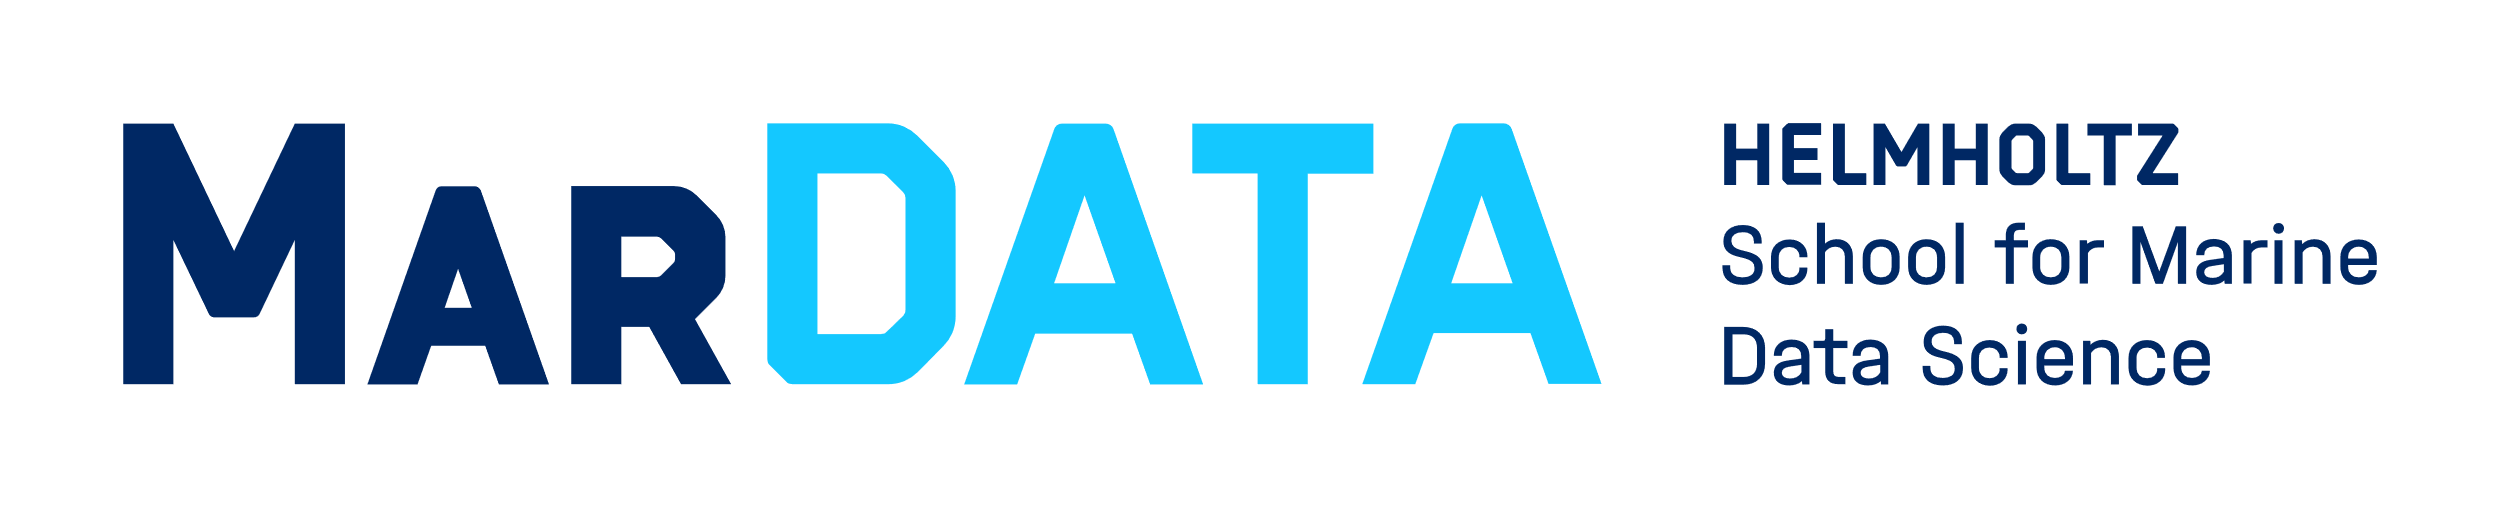 MARDATA
HELMHOLTZ
School for Marine
Data Science